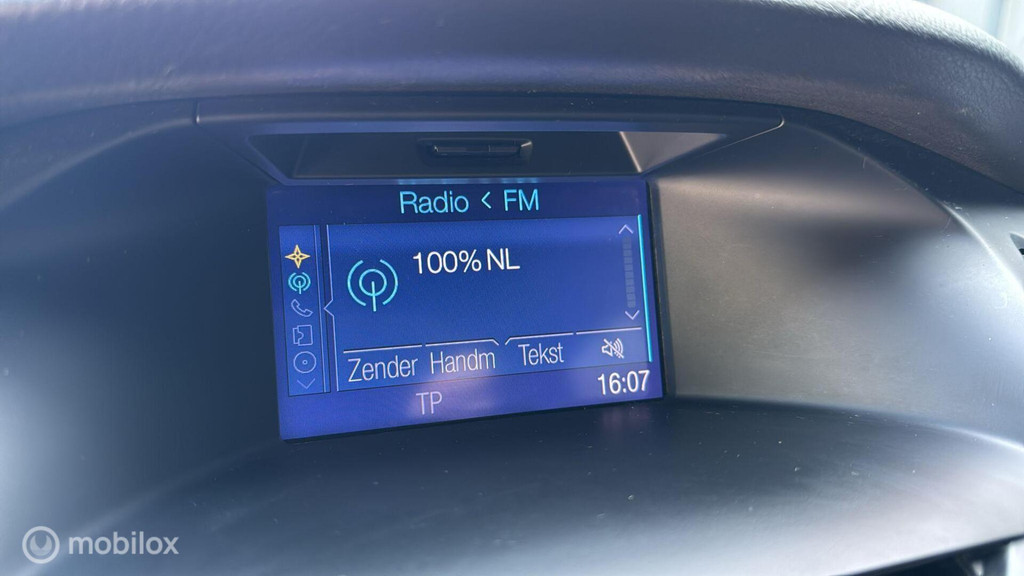 Radio < FM
100% NL
Zender Handm Tekst
TP 16:07
mobilox